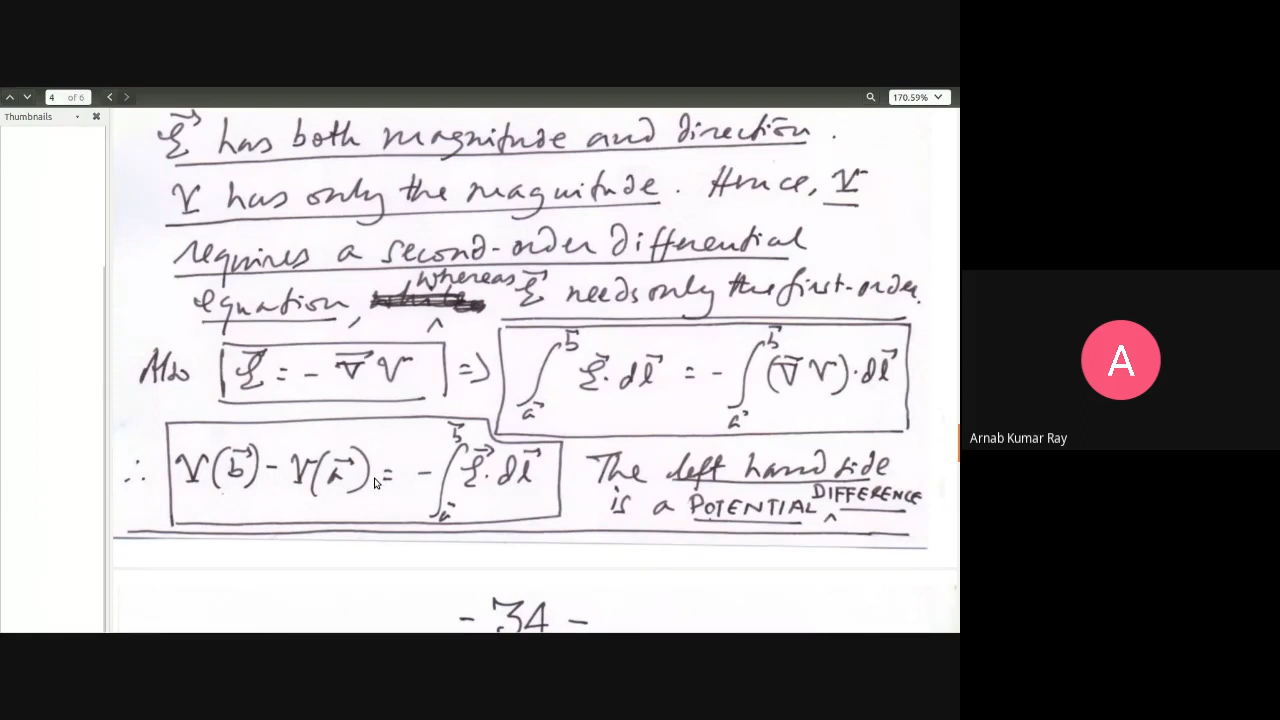 4 of 6
170.59%
Thumbnails
ℰ⃗ has both magnitude and direction.
V has only the magnitude. Hence, V
requires a second-order differential
equation, whereas ℰ⃗ needs only the first-order.
Also ℰ⃗ = - ∇⃗ V ⇒ ∫_a⃗^b⃗ ℰ⃗ · dl⃗ = - ∫_a⃗^b⃗ (∇⃗ V) · dl⃗
∴ V(b⃗) - V(a⃗) = - ∫_a⃗^b⃗ ℰ⃗ · dl⃗ The left hand side
is a POTENTIAL DIFFERENCE
- 34 -
A
Arnab Kumar Ray